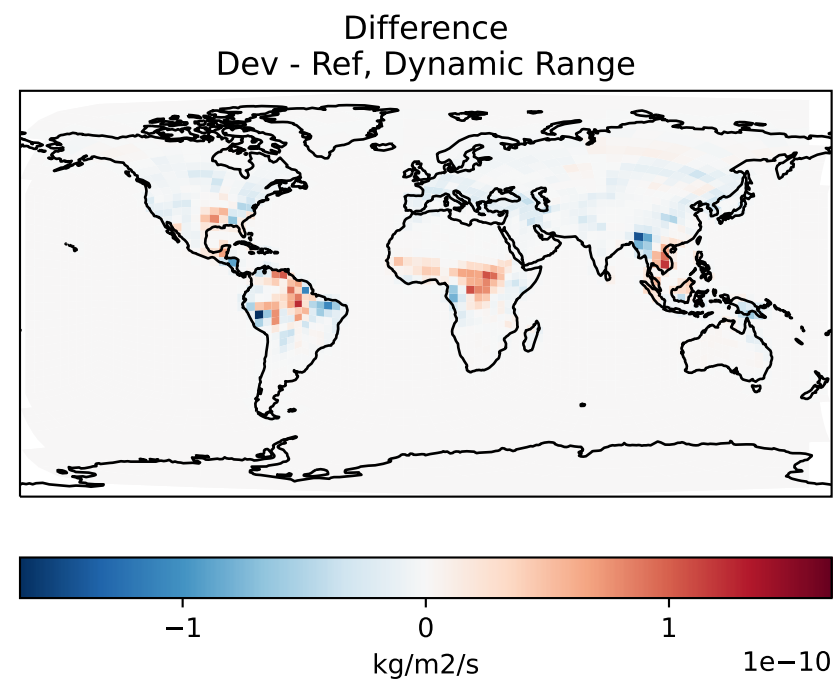 Difference
Dev - Ref, Dynamic Range
−1
0
1
kg/m2/s
1e−10